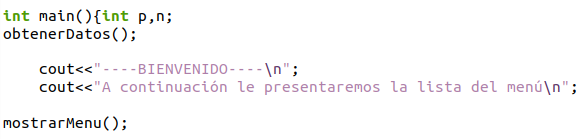 int main(){int p,n;
obtenerDatos();
cout<<"----BIENVENIDO----\n";
cout<<"A continuación le presentaremos la lista del menú\n";
mostrarMenu();